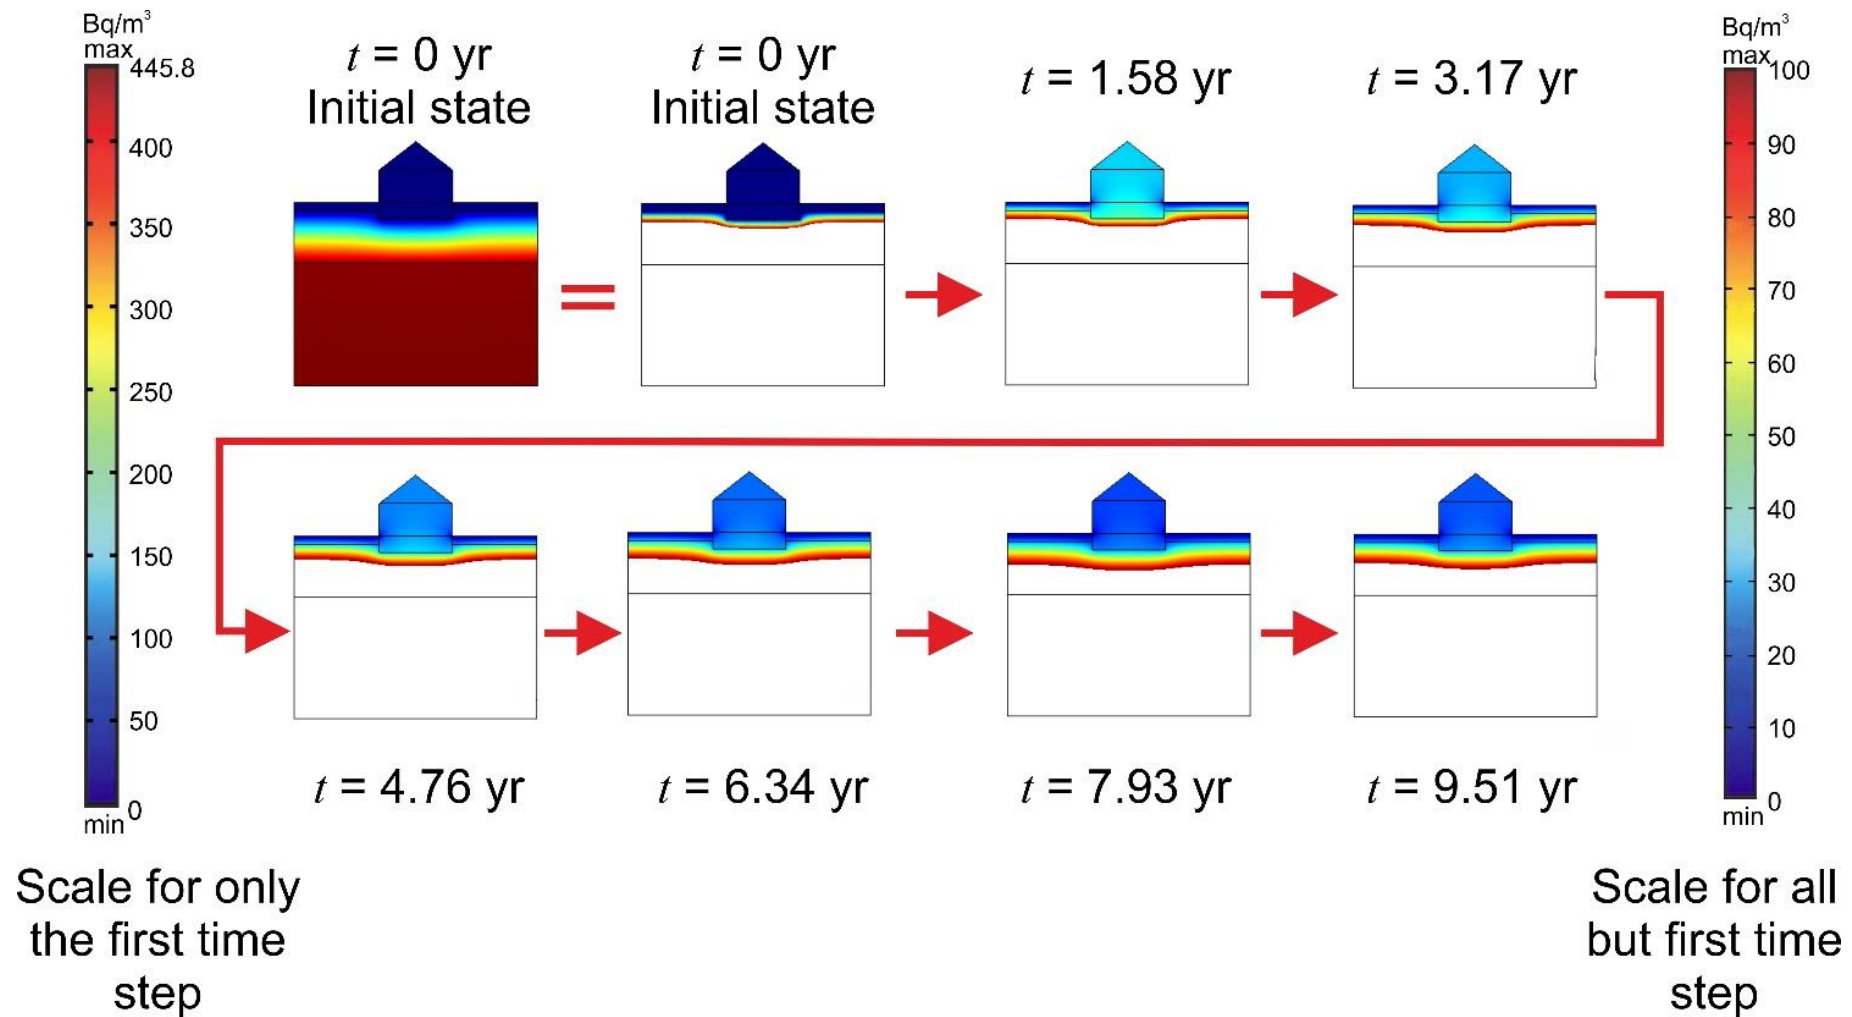 Bq/m³
max
445.8
400
350
300
250
200
150
100
50
0
min
Scale for only
the first time
step
t = 0 yr
Initial state
t = 0 yr
Initial state
t = 1.58 yr
t = 3.17 yr
t = 4.76 yr
t = 6.34 yr
t = 7.93 yr
t = 9.51 yr
Bq/m³
max
100
90
80
70
60
50
40
30
20
10
0
min
Scale for all
but first time
step